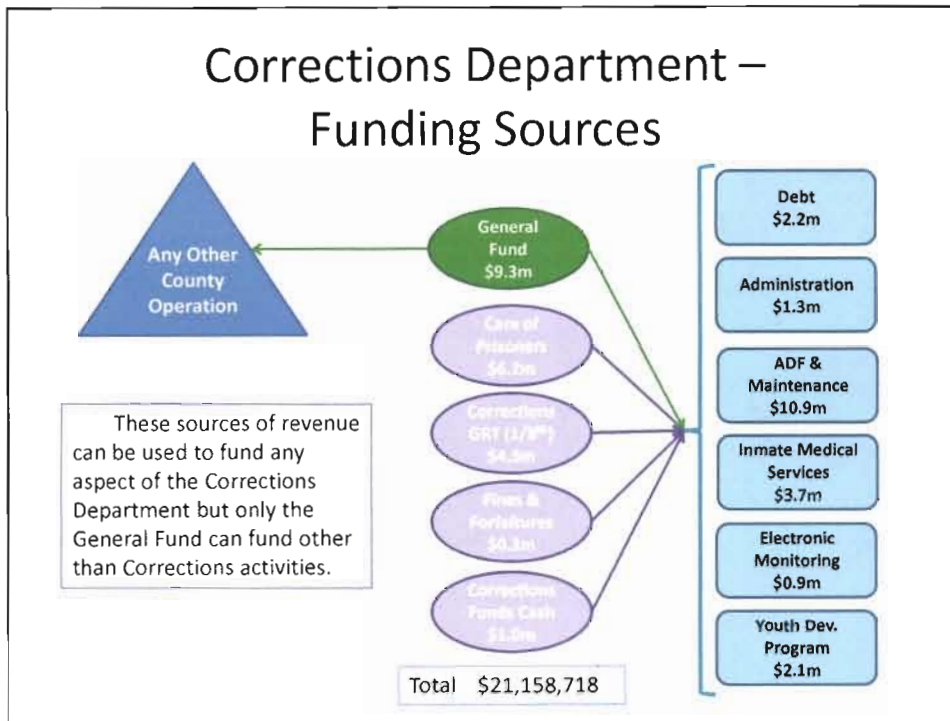 Corrections Department –
Funding Sources
Any Other
County
Operation
General
Fund
$9.3m
Care of
Prisoners
$6.2m
Corrections
GRT (1/8th)
Fines &
Forfeitures
$0.3m
Corrections
Funds Cash
$1.0m
These sources of revenue
can be used to fund any
aspect of the Corrections
Department but only the
General Fund can fund other
than Corrections activities.
Total $21,158,718
Debt
$2.2m
Administration
$1.3m
ADF &
Maintenance
$10.9m
Inmate Medical
Services
$3.7m
Electronic
Monitoring
$0.9m
Youth Dev.
Program
$2.1m